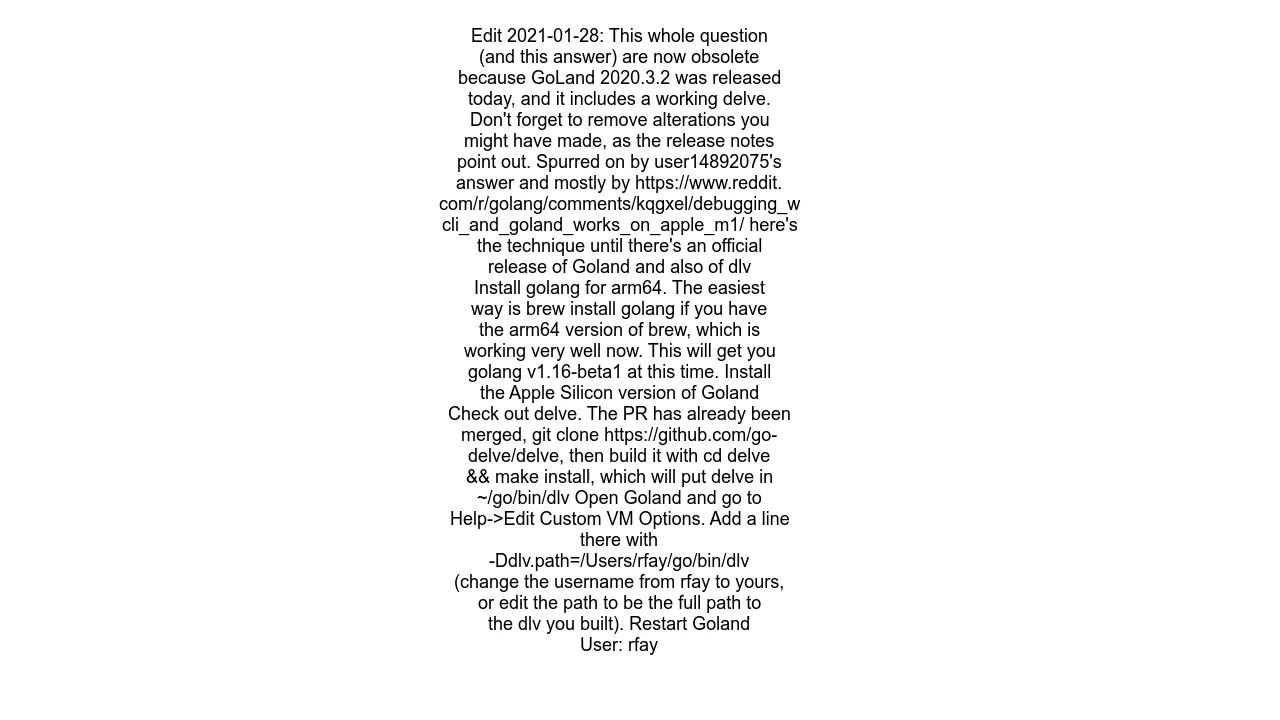 Edit 2021-01-28: This whole question
(and this answer) are now obsolete
because GoLand 2020.3.2 was released
today, and it includes a working delve.
Don't forget to remove alterations you
might have made, as the release notes
point out. Spurred on by user14892075's
answer and mostly by https://www.reddit.
com/r/golang/comments/kqgxel/debugging_w
cli_and_goland_works_on_apple_m1/ here's
the technique until there's an official
release of Goland and also of dlv
Install golang for arm64. The easiest
way is brew install golang if you have
the arm64 version of brew, which is
working very well now. This will get you
golang v1.16-beta1 at this time. Install
the Apple Silicon version of Goland
Check out delve. The PR has already been
merged, git clone https://github.com/go-
delve/delve, then build it with cd delve
&& make install, which will put delve in
~/go/bin/dlv Open Goland and go to
Help->Edit Custom VM Options. Add a line
there with
-Ddlv.path=/Users/rfay/go/bin/dlv
(change the username from rfay to yours,
or edit the path to be the full path to
the dlv you built). Restart Goland
User: rfay